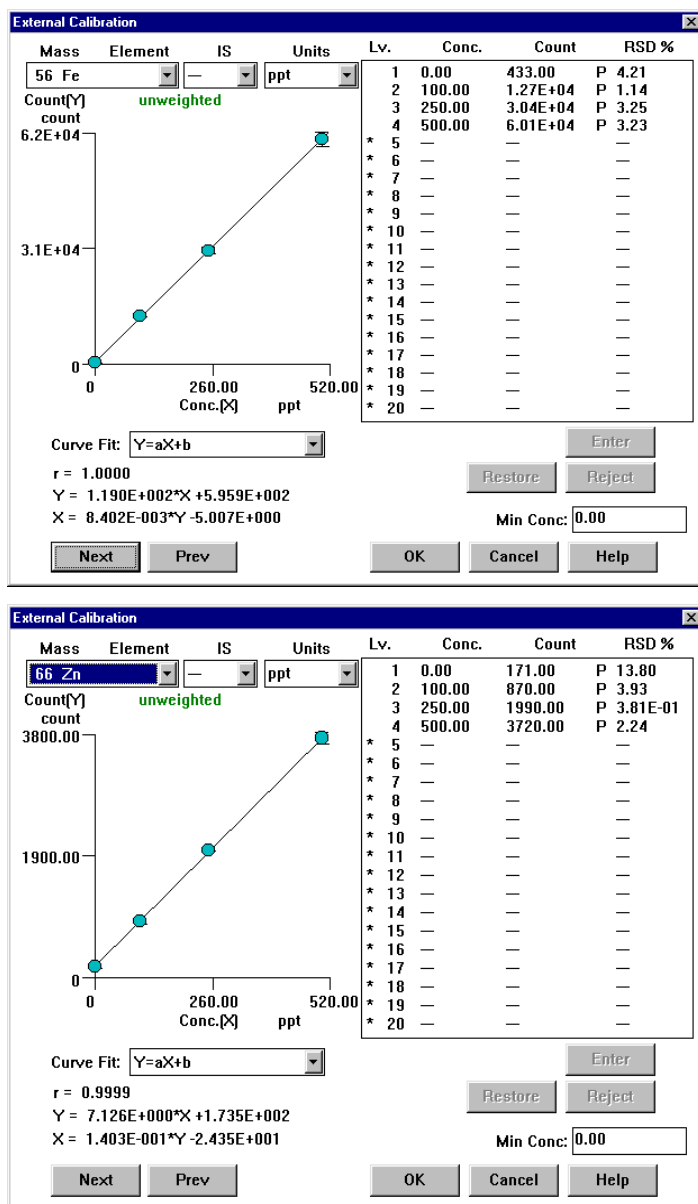 External Calibration
Mass Element IS Units
56 Fe — ppt
Count(Y) unweighted
count
6.2E+04
3.1E+04
0
0 260.00 520.00
Conc.(X) ppt
Lv. Conc. Count RSD %
1 0.00 433.00 P 4.21
2 100.00 1.27E+04 P 1.14
3 250.00 3.04E+04 P 3.25
4 500.00 6.01E+04 P 3.23
* 5 — — —
* 6 — — —
* 7 — — —
* 8 — — —
* 9 — — —
* 10 — — —
* 11 — — —
* 12 — — —
* 13 — — —
* 14 — — —
* 15 — — —
* 16 — — —
* 17 — — —
* 18 — — —
* 19 — — —
* 20 — — —
Curve Fit: Y=aX+b
Enter
r = 1.0000
Restore Reject
Y = 1.190E+002*X +5.959E+002
X = 8.402E-003*Y -5.007E+000
Min Conc: 0.00
Next Prev OK Cancel Help
External Calibration
Mass Element IS Units
66 Zn — ppt
Count(Y) unweighted
count
3800.00
1900.00
0
0 260.00 520.00
Conc.(X) ppt
Lv. Conc. Count RSD %
1 0.00 171.00 P 13.80
2 100.00 870.00 P 3.93
3 250.00 1990.00 P 3.81E-01
4 500.00 3720.00 P 2.24
* 5 — — —
* 6 — — —
* 7 — — —
* 8 — — —
* 9 — — —
* 10 — — —
* 11 — — —
* 12 — — —
* 13 — — —
* 14 — — —
* 15 — — —
* 16 — — —
* 17 — — —
* 18 — — —
* 19 — — —
* 20 — — —
Curve Fit: Y=aX+b
Enter
r = 0.9999
Restore Reject
Y = 7.126E+000*X +1.735E+002
X = 1.403E-001*Y -2.435E+001
Min Conc: 0.00
Next Prev OK Cancel Help